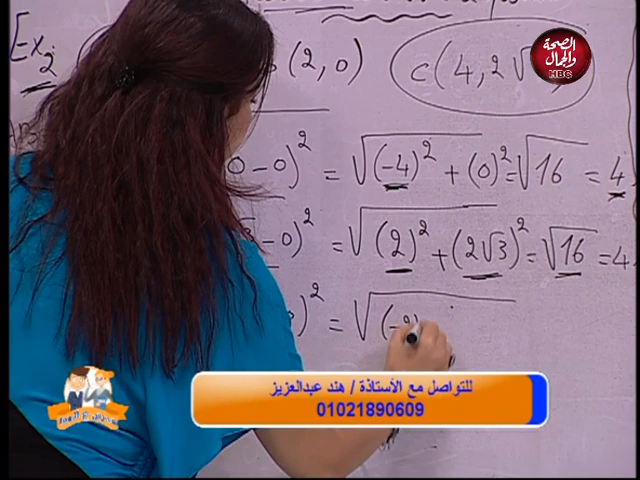 Ex2
(2, 0)
c(4, 2√
الصحة
والجمال
HBC
0 – 0)² = √(-4)² + (0)² = √16 = 4
– 0)² = √(2)² + (2√3)² = √16 = 4
)² = √(-2)
للتواصل مع الأستاذة / هند عبدالعزيز
01021890609